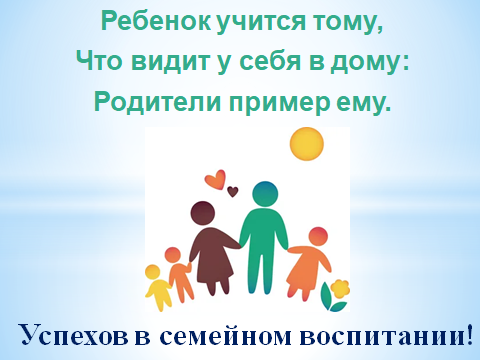 Ребенок учится тому,
Что видит у себя в дому:
Родители пример ему.
Успехов в семейном воспитании!